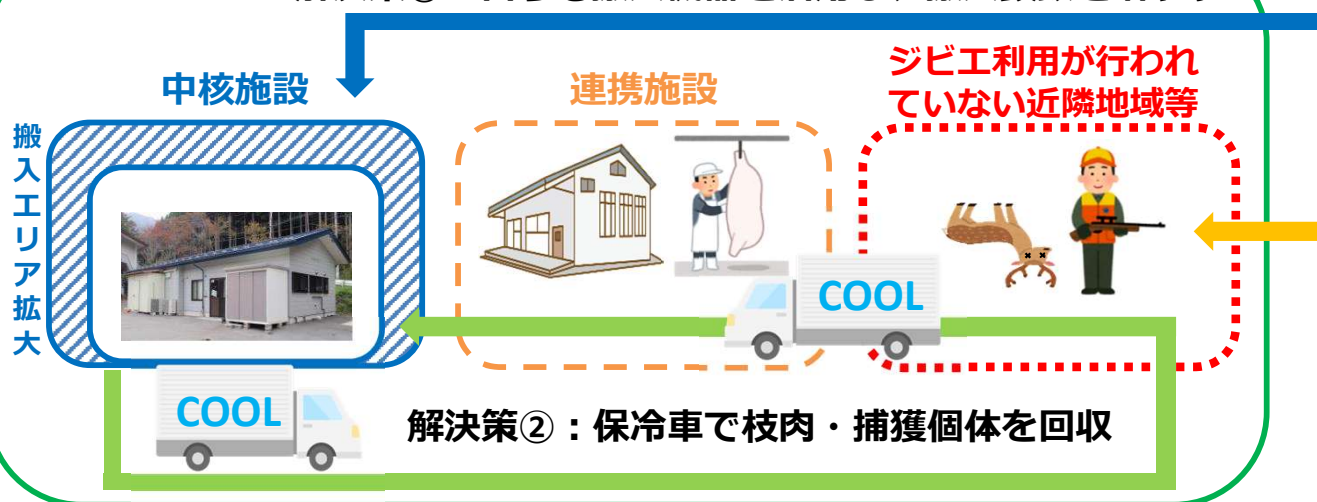 中核施設
連携施設
ジビエ利用が行われ
ていない近隣地域等
搬入エリア拡大
COOL
COOL
解決策②：保冷車で枝肉・捕獲個体を回収